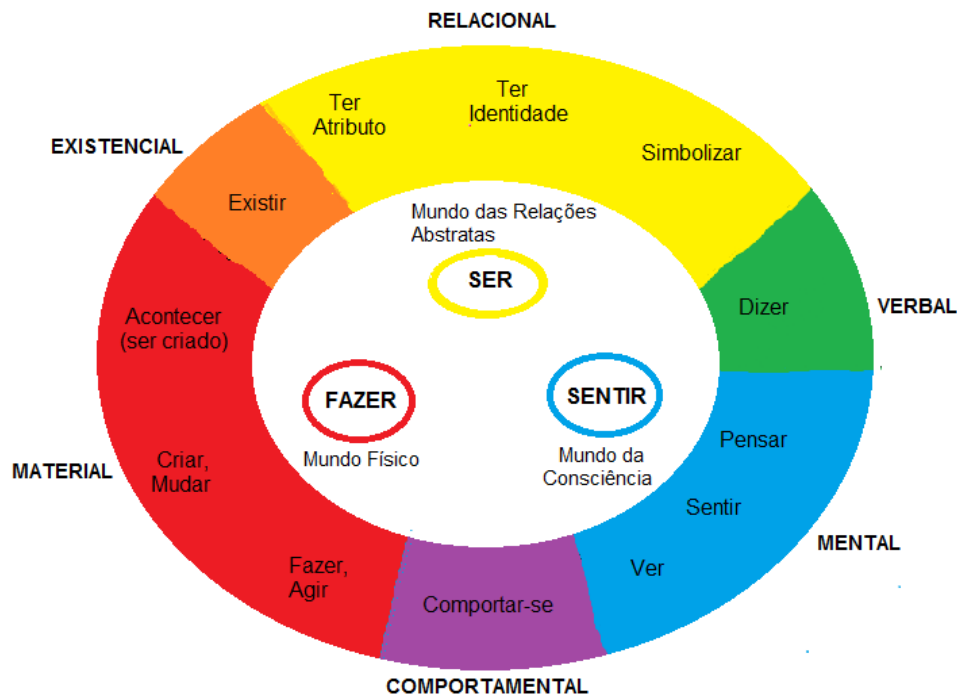 RELACIONAL
Ter
Atributo
Ter
Identidade
Simbolizar
EXISTENCIAL
Existir
Mundo das Relações
Abstratas
SER
Dizer
VERBAL
Acontecer
(ser criado)
FAZER
Mundo Físico
SENTIR
Mundo da
Consciência
Pensar
MATERIAL
Criar,
Mudar
Sentir
MENTAL
Ver
Fazer,
Agir
Comportar-se
COMPORTAMENTAL